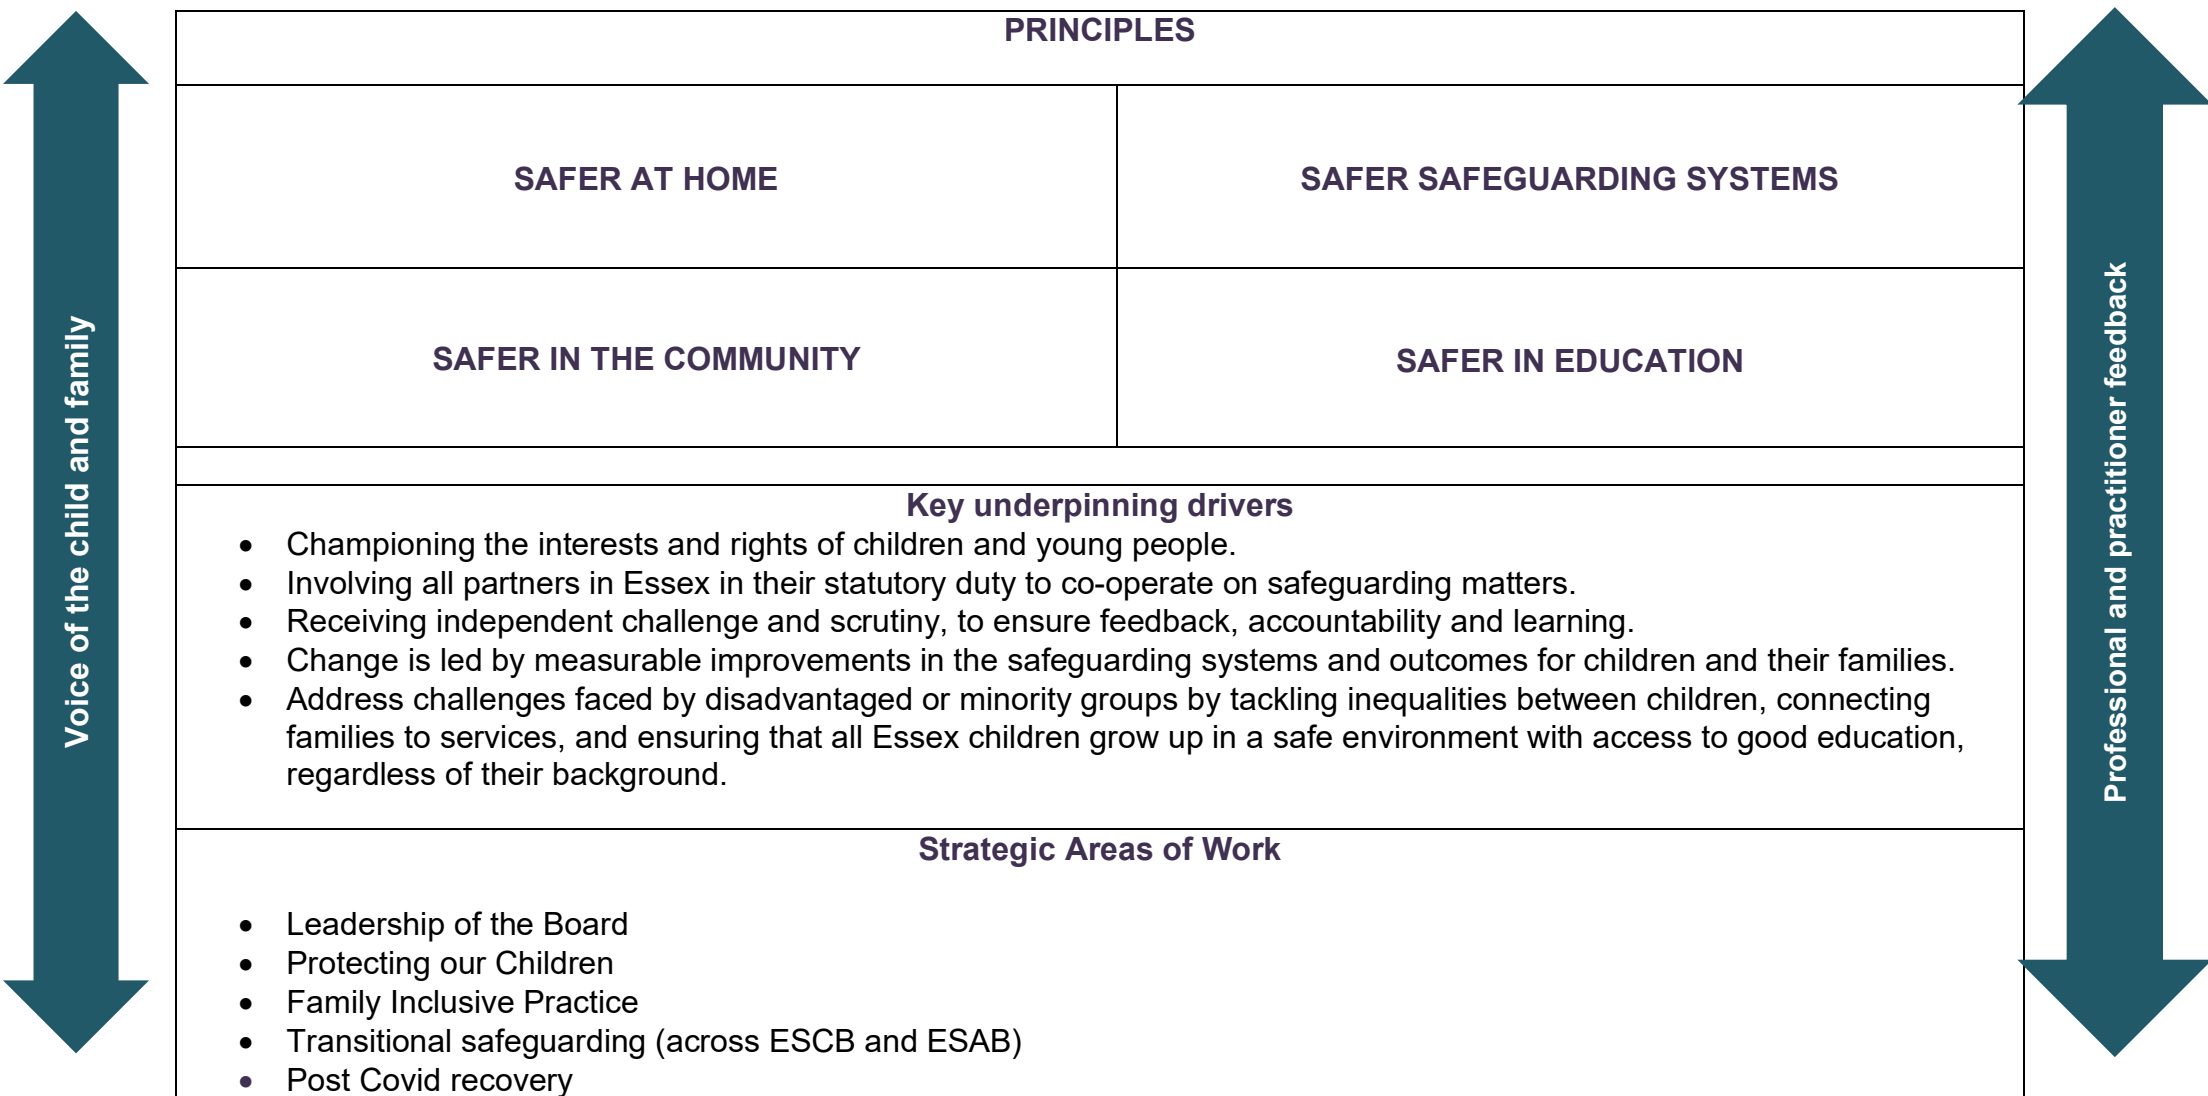 PRINCIPLES
SAFER AT HOME
SAFER SAFEGUARDING SYSTEMS
SAFER IN THE COMMUNITY
SAFER IN EDUCATION
Key underpinning drivers
• Championing the interests and rights of children and young people.
• Involving all partners in Essex in their statutory duty to co-operate on safeguarding matters.
• Receiving independent challenge and scrutiny, to ensure feedback, accountability and learning.
• Change is led by measurable improvements in the safeguarding systems and outcomes for children and their families.
• Address challenges faced by disadvantaged or minority groups by tackling inequalities between children, connecting
families to services, and ensuring that all Essex children grow up in a safe environment with access to good education,
regardless of their background.
Strategic Areas of Work
• Leadership of the Board
• Protecting our Children
• Family Inclusive Practice
• Transitional safeguarding (across ESCB and ESAB)
• Post Covid recovery
Voice of the child and family
Professional and practitioner feedback